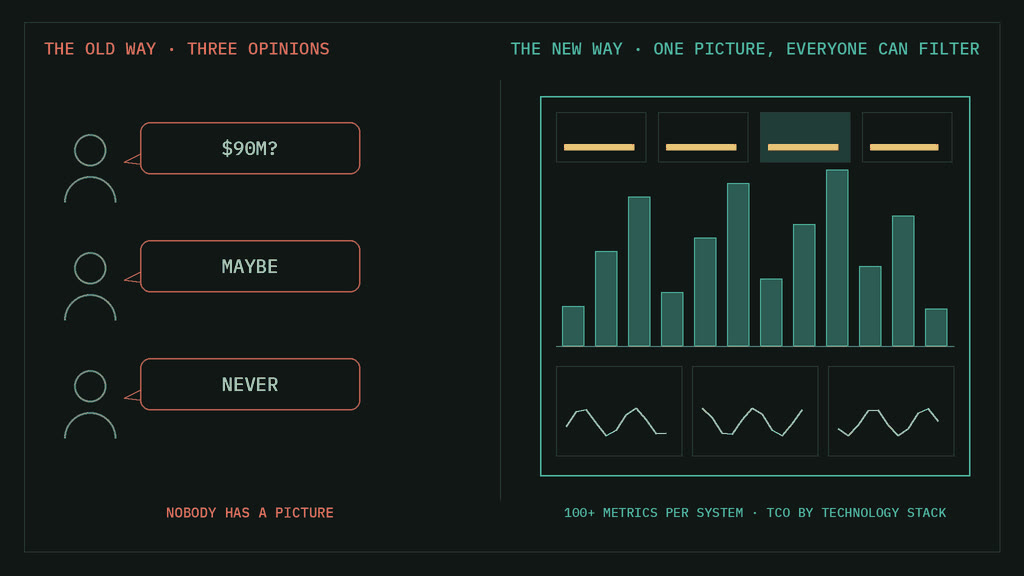 THE OLD WAY · THREE OPINIONS
$90M?
MAYBE
NEVER
NOBODY HAS A PICTURE
THE NEW WAY · ONE PICTURE, EVERYONE CAN FILTER
100+ METRICS PER SYSTEM · TCO BY TECHNOLOGY STACK